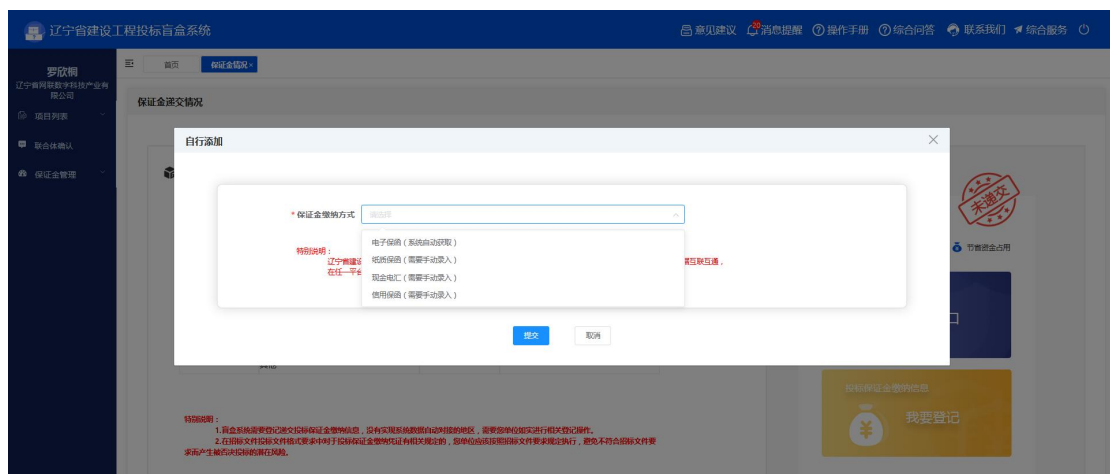 辽宁省建设工程投标盲盒系统
意见建议 20 消息提醒 操作手册 综合问答 联系我们 综合服务
罗欣桐
辽宁省网联数字科技产业有
限公司
首页 保证金情况×
项目列表
联合体确认
保证金管理
保证金递交情况
自行添加
*保证金缴纳方式 请选择
电子保函（系统自动获取）
纸质保函（需要手动录入）
现金电汇（需要手动录入）
信用保函（需要手动录入）
特别说明：
辽宁省建设
据互联互通，
在任一平台
提交 取消
未递交
节省资金占用
口
其他
投标保证金缴纳信息
我要登记
特别说明：
1.盲盒系统需要登记递交投标保证金缴纳信息，没有实现系统数据自动对接的地区，需要您单位如实进行相关登记操作。
2.在招标文件投标文件格式要求中对于投标保证金缴纳凭证有相关规定的，您单位应该按照招标文件要求规定执行，避免不符合招标文件要
求而产生被否决投标的潜在风险。